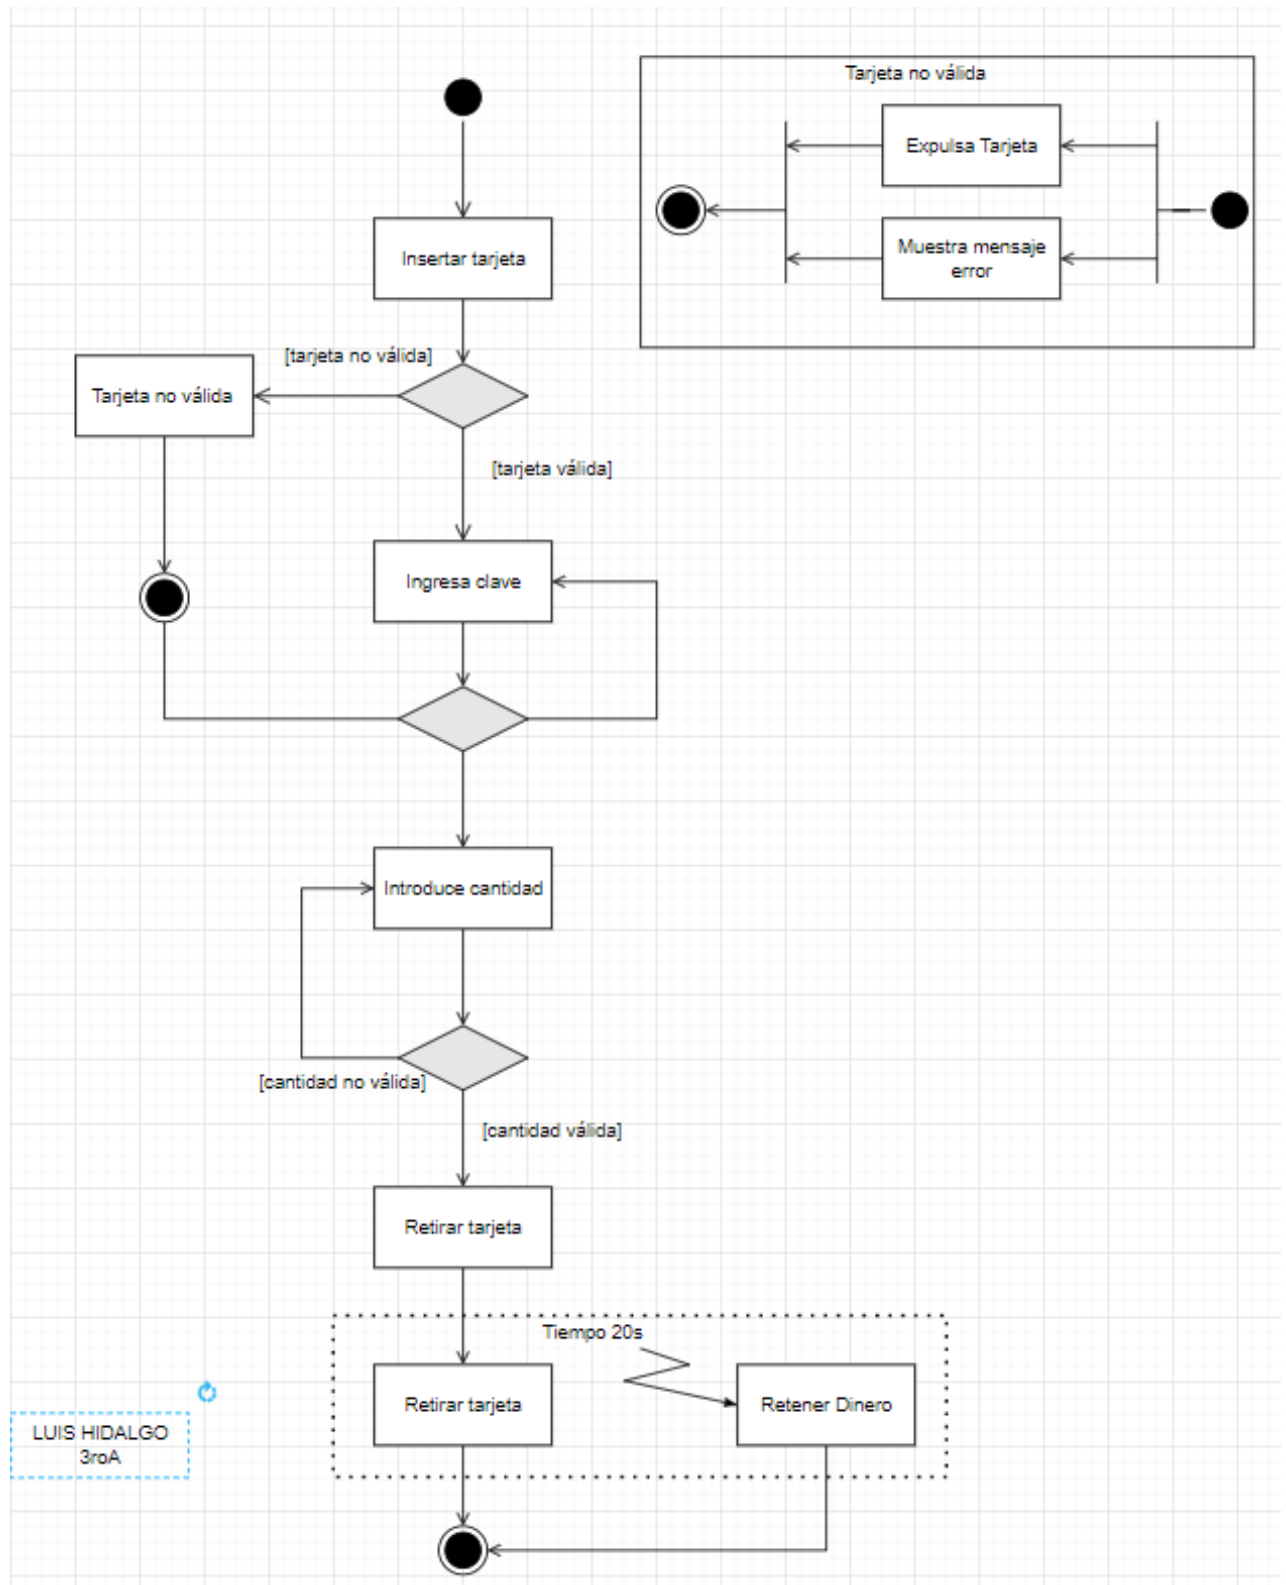 Tarjeta no válida
Expulsa Tarjeta
Muestra mensaje
error
Insertar tarjeta
[tarjeta no válida]
Tarjeta no válida
[tarjeta válida]
Ingresa clave
Introduce cantidad
[cantidad no válida]
[cantidad válida]
Retirar tarjeta
Tiempo 20s
Retirar tarjeta
Retener Dinero
LUIS HIDALGO
3roA